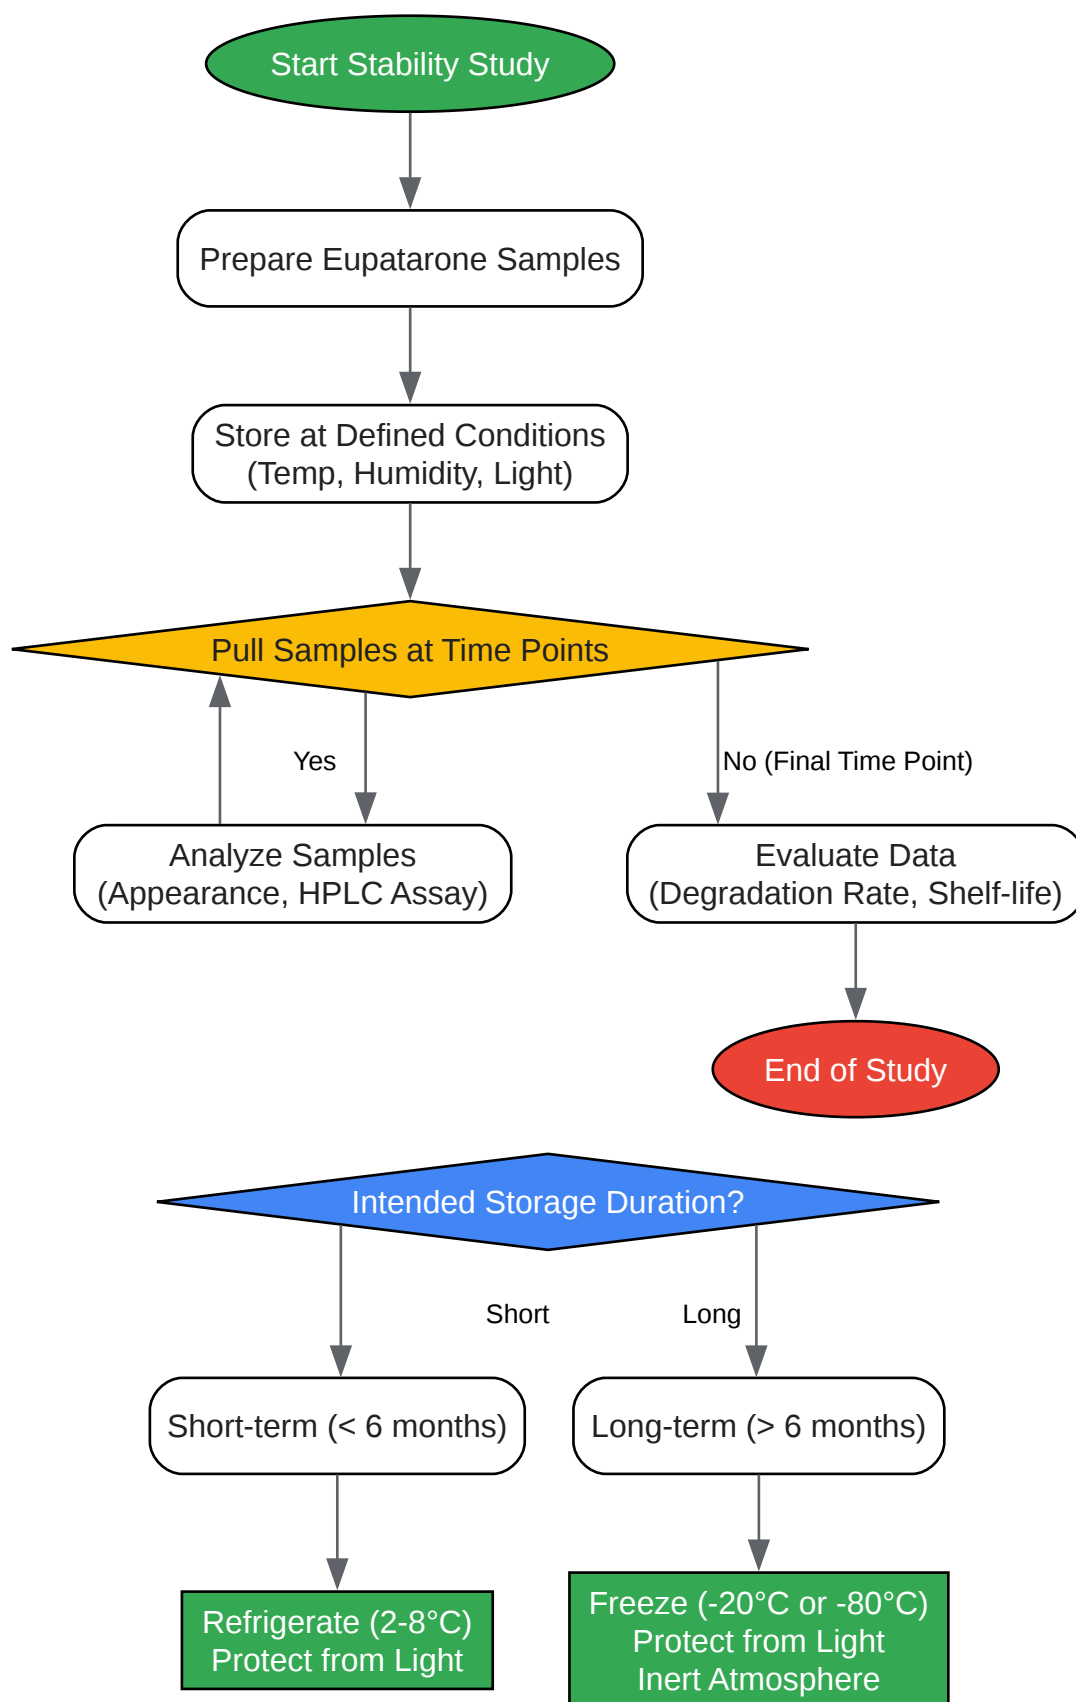 Start Stability Study
Prepare Eupatarone Samples
Store at Defined Conditions
(Temp, Humidity, Light)
Pull Samples at Time Points
Yes
No (Final Time Point)
Analyze Samples
(Appearance, HPLC Assay)
Evaluate Data
(Degradation Rate, Shelf-life)
End of Study
Intended Storage Duration?
Short
Long
Short-term (< 6 months)
Long-term (> 6 months)
Refrigerate (2-8°C)
Protect from Light
Freeze (-20°C or -80°C)
Protect from Light
Inert Atmosphere